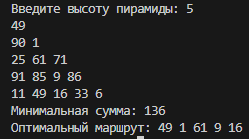 Введите высоту пирамиды: 5
49
90 1
25 61 71
91 85 9 86
11 49 16 33 6
Минимальная сумма: 136
Оптимальный маршрут: 49 1 61 9 16